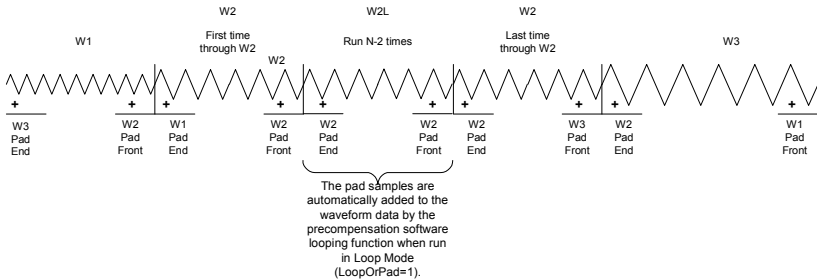 W1
W2
First time
through W2
W2
W2L
Run N-2 times
W2
Last time
through W2
W3
+ + + + + + + + + +
W3
Pad
End
W2
Pad
Front
W1
Pad
End
W2
Pad
Front
W2
Pad
End
W2
Pad
Front
W2
Pad
End
W3
Pad
Front
W2
Pad
End
W1
Pad
Front
The pad samples are
automatically added to the
waveform data by the
precompensation software
looping function when run
in Loop Mode
(LoopOrPad=1).